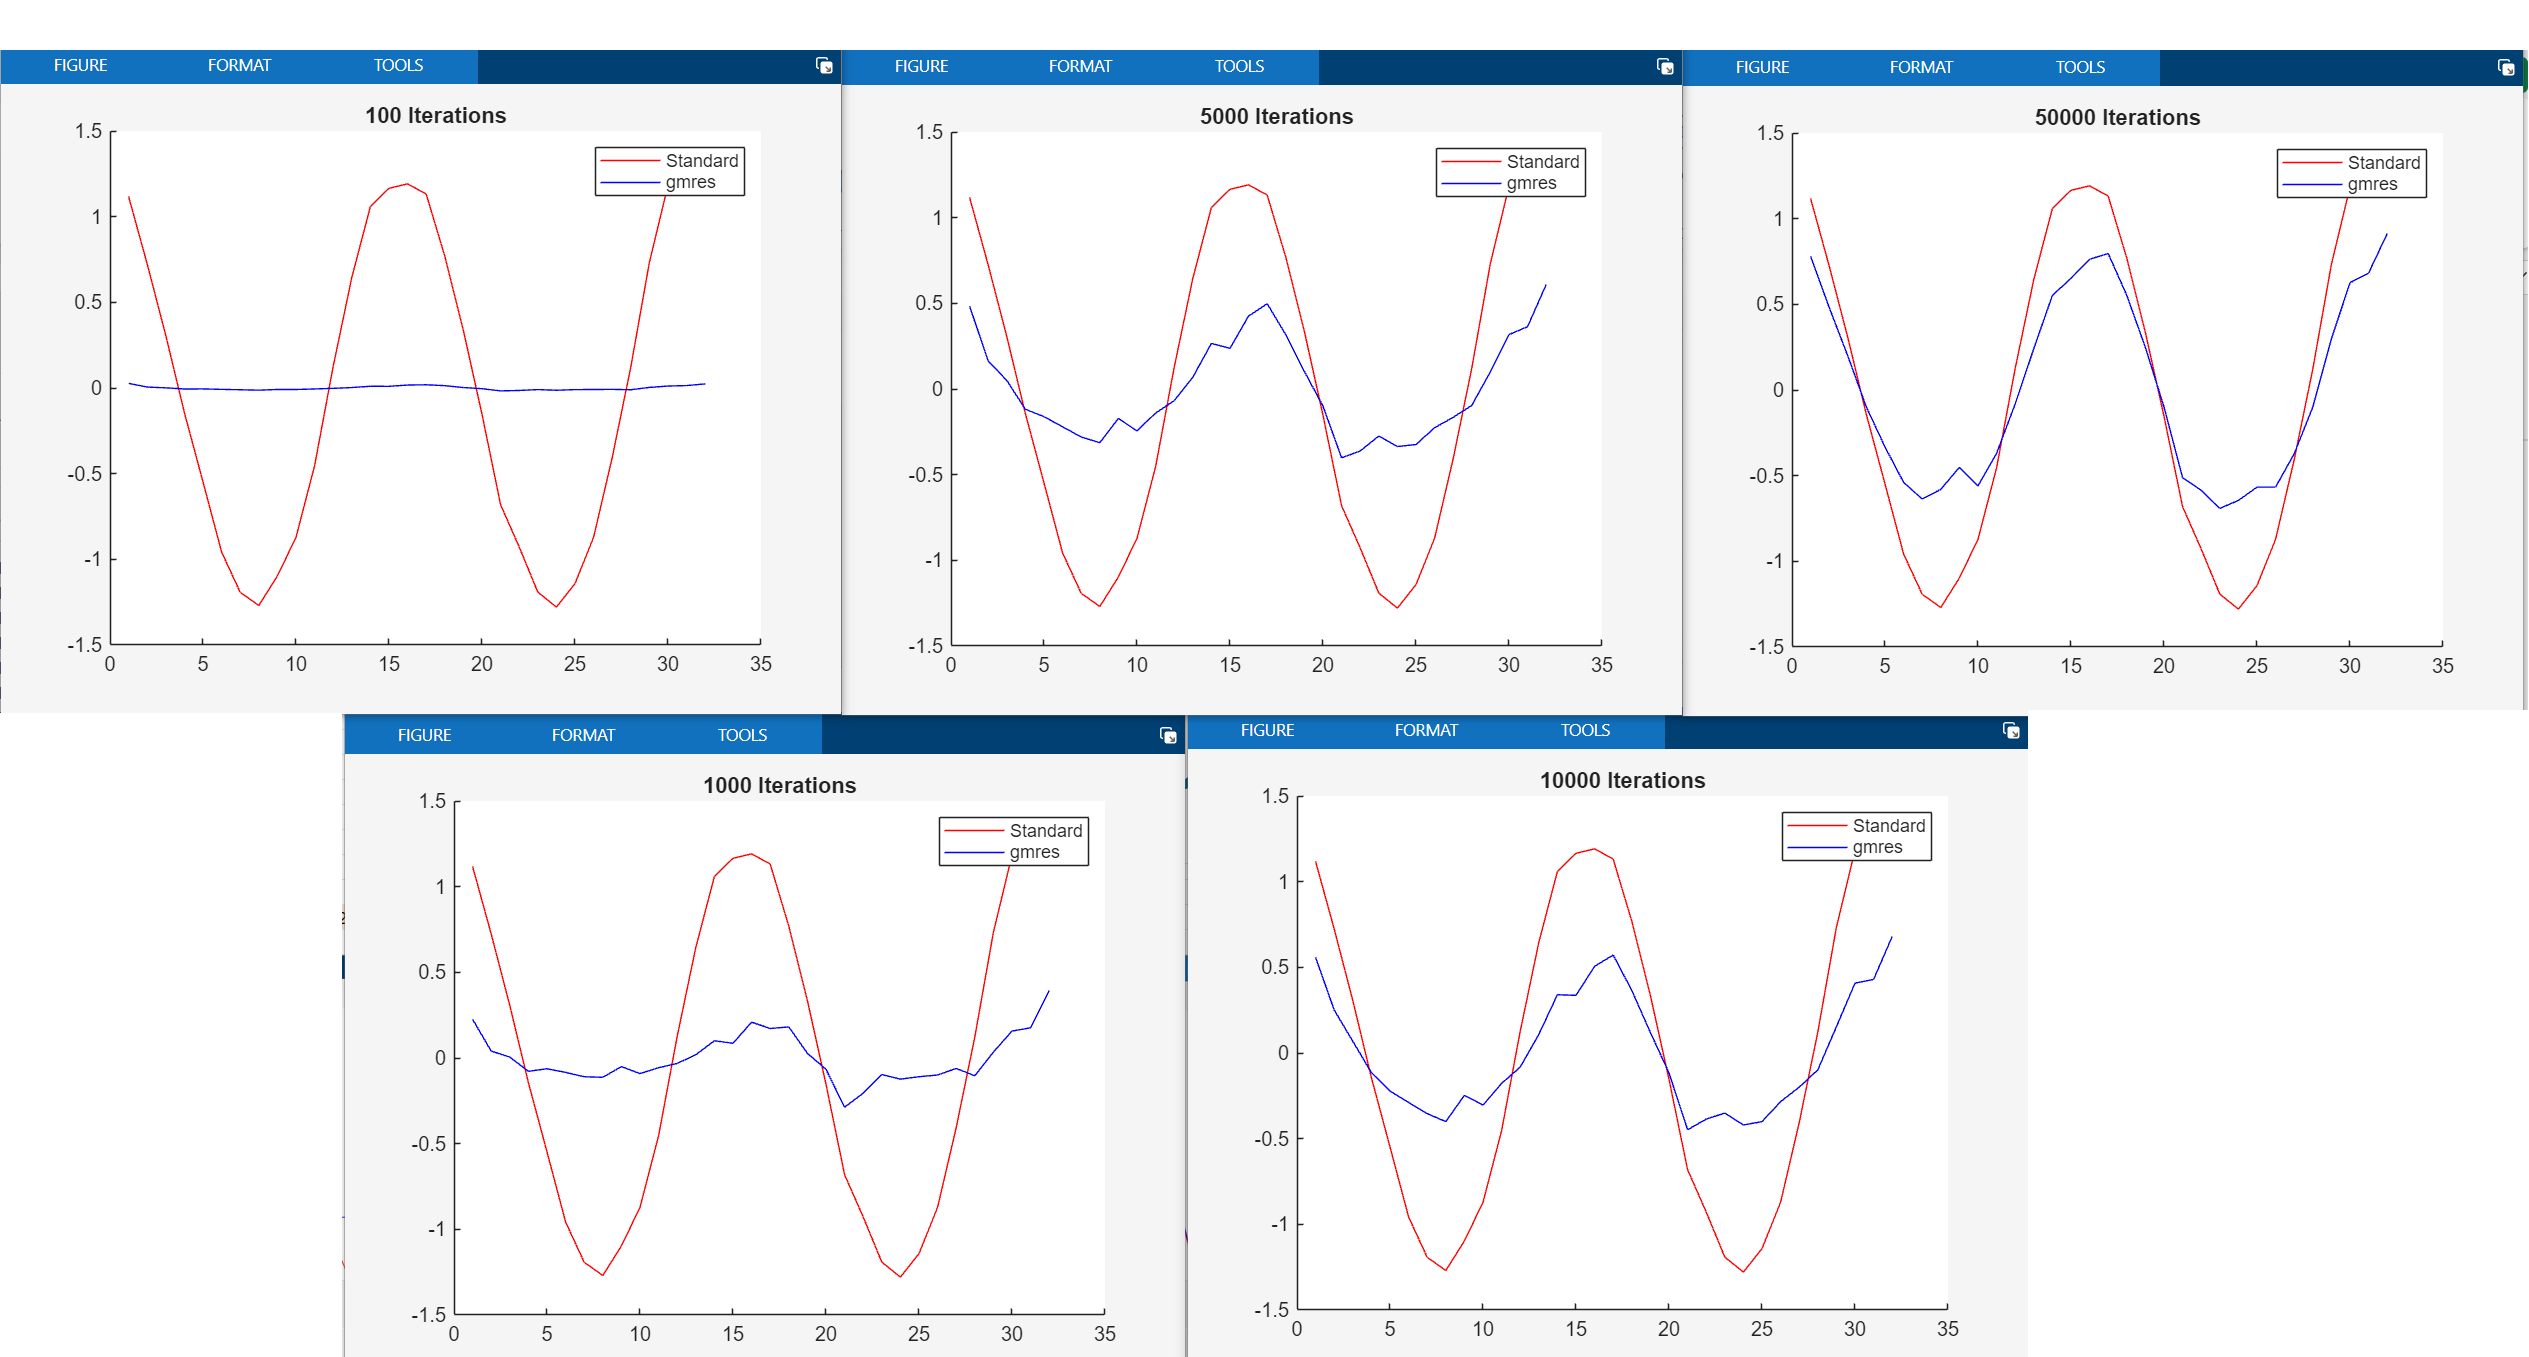 FIGURE FORMAT TOOLS
100 Iterations
Standard
gmres
1.5
1
0.5
0
-0.5
-1
-1.5
0 5 10 15 20 25 30 35
FIGURE FORMAT TOOLS
5000 Iterations
Standard
gmres
1.5
1
0.5
0
-0.5
-1
-1.5
0 5 10 15 20 25 30 35
FIGURE FORMAT TOOLS
50000 Iterations
Standard
gmres
1.5
1
0.5
0
-0.5
-1
-1.5
0 5 10 15 20 25 30 35
FIGURE FORMAT TOOLS
1000 Iterations
Standard
gmres
1.5
1
0.5
0
-0.5
-1
-1.5
0 5 10 15 20 25 30 35
FIGURE FORMAT TOOLS
10000 Iterations
Standard
gmres
1.5
1
0.5
0
-0.5
-1
-1.5
0 5 10 15 20 25 30 35